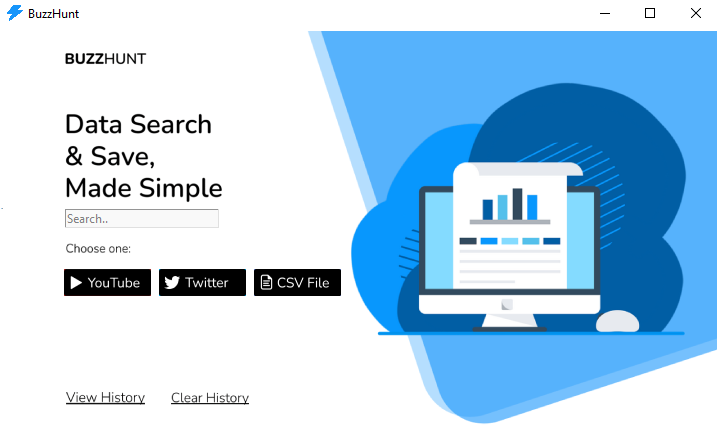 BuzzHunt
BUZZHUNT
Data Search
& Save,
Made Simple
Search..
Choose one:
YouTube Twitter CSV File
View History Clear History